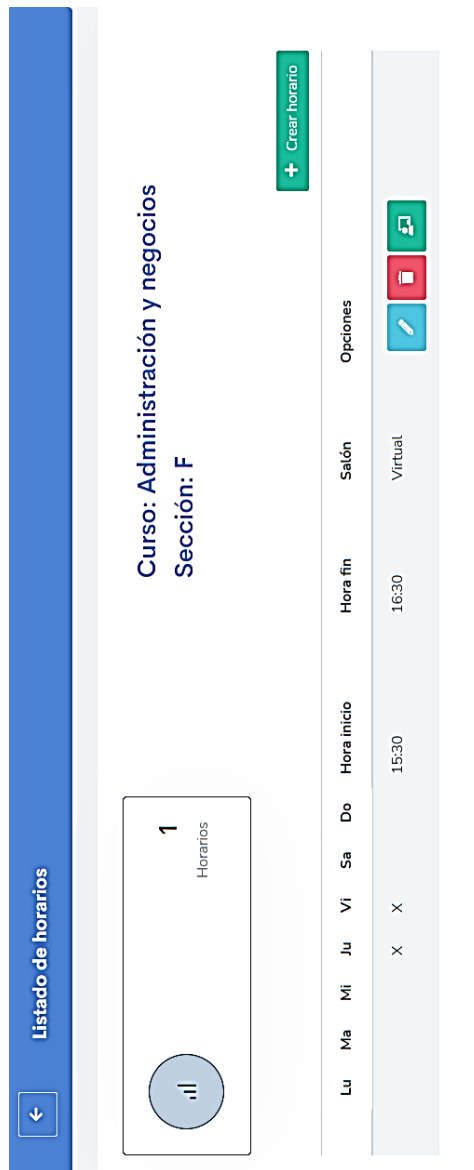 Listado de horarios
1
Horarios
Curso: Administración y negocios
Sección: F
+ Crear horario
Lu Ma Mi Ju Vi Sa Do Hora inicio Hora fin Salón Opciones
X X 15:30 16:30 Virtual